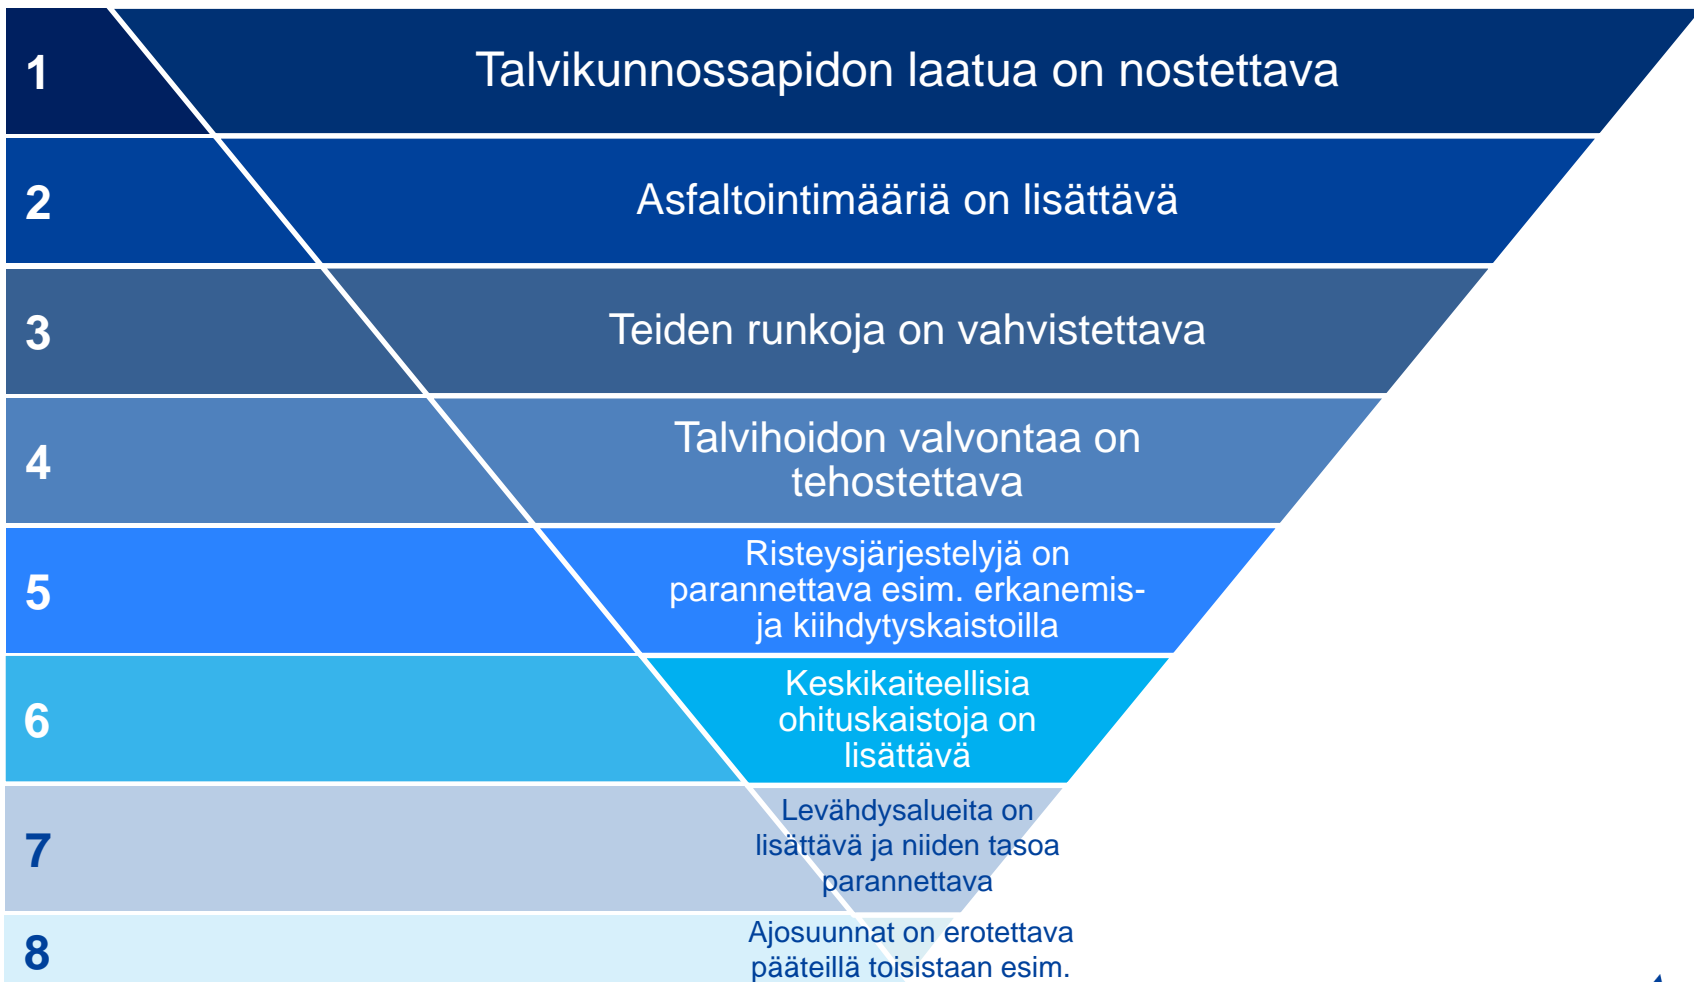 1
Talvikunnossapidon laatua on nostettava
2
Asfaltointimääriä on lisättävä
3
Teiden runkoja on vahvistettava
4
Talvihoidon valvontaa on
tehostettava
5
Risteysjärjestelyjä on
parannettava esim. erkanemis-
ja kiihdytyskaistoilla
6
Keskikaiteellisia
ohituskaistoja on
lisättävä
7
Levähdysalueita on
lisättävä ja niiden tasoa
parannettava
8
Ajosuunnat on erotettava
pääteillä toisistaan esim.